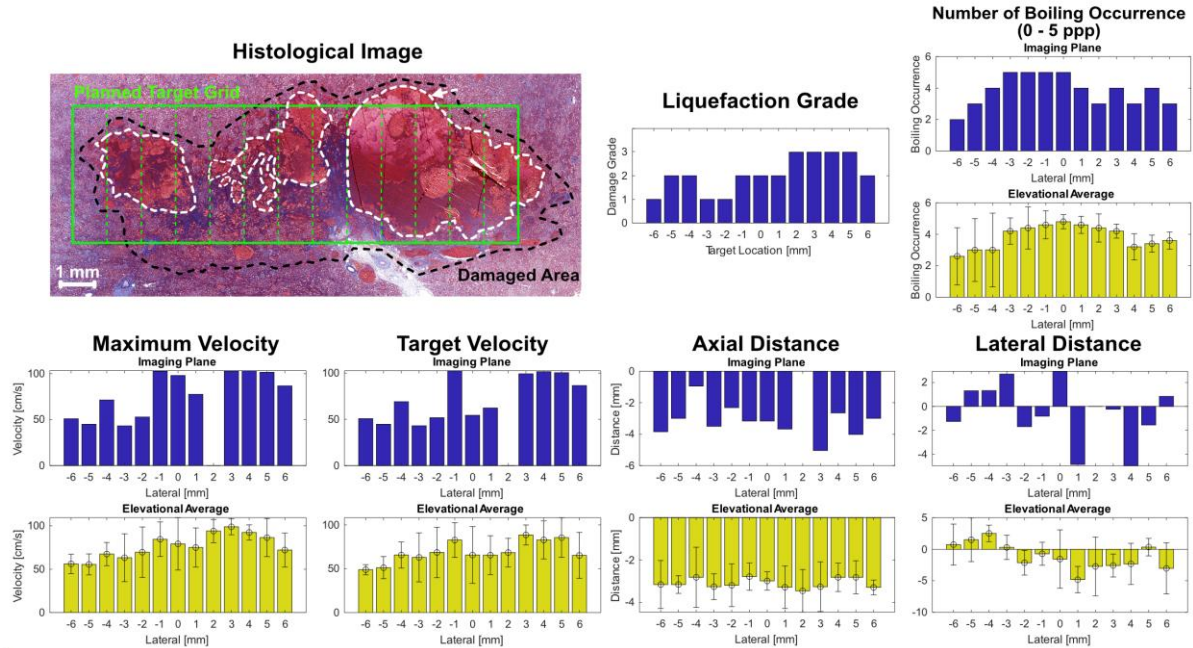 Histological Image
Planned Target Grid
1 mm
Damaged Area
Liquefaction Grade
Damage Grade
3
2
1
0
-6 -5 -4 -3 -2 -1 0 1 2 3 4 5 6
Target Location [mm]
Number of Boiling Occurrence
(0 - 5 ppp)
Imaging Plane
Boiling Occurrence
6
4
2
0
-6 -5 -4 -3 -2 -1 0 1 2 3 4 5 6
Lateral [mm]
Elevational Average
Boiling Occurrence
6
4
2
0
-6 -5 -4 -3 -2 -1 0 1 2 3 4 5 6
Lateral [mm]
Maximum Velocity
Imaging Plane
Velocity [cm/s]
100
50
0
-6 -5 -4 -3 -2 -1 0 1 2 3 4 5 6
Lateral [mm]
Elevational Average
Velocity [cm/s]
100
50
0
-6 -5 -4 -3 -2 -1 0 1 2 3 4 5 6
Lateral [mm]
Target Velocity
Imaging Plane
Velocity [cm/s]
100
50
0
-6 -5 -4 -3 -2 -1 0 1 2 3 4 5 6
Lateral [mm]
Elevational Average
Velocity [cm/s]
100
50
0
-6 -5 -4 -3 -2 -1 0 1 2 3 4 5 6
Lateral [mm]
Axial Distance
Imaging Plane
Distance [mm]
0
-2
-4
-6
-6 -5 -4 -3 -2 -1 0 1 2 3 4 5 6
Lateral [mm]
Elevational Average
Distance [mm]
0
-2
-4
-6 -5 -4 -3 -2 -1 0 1 2 3 4 5 6
Lateral [mm]
Lateral Distance
Imaging Plane
Distance [mm]
2
0
-2
-4
-6 -5 -4 -3 -2 -1 0 1 2 3 4 5 6
Lateral [mm]
Elevational Average
Distance [mm]
5
0
-5
-10
-6 -5 -4 -3 -2 -1 0 1 2 3 4 5 6
Lateral [mm]